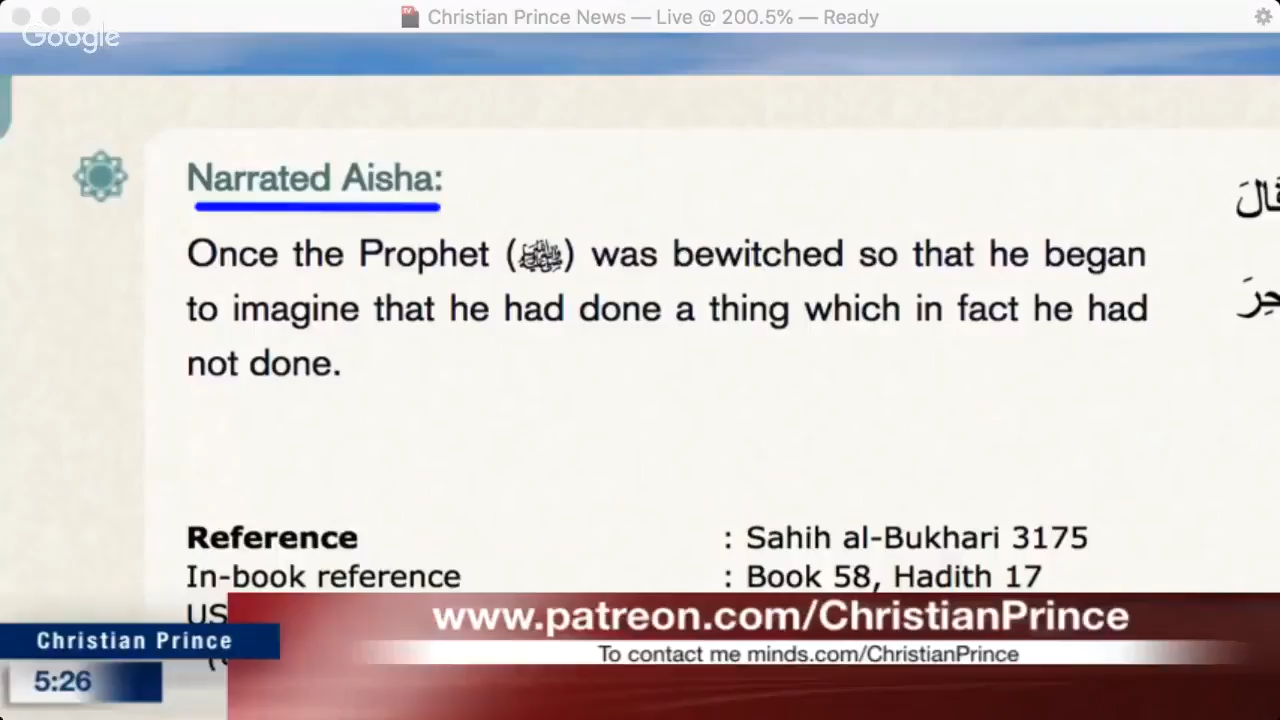 Christian Prince News — Live @ 200.5% — Ready
Google
Narrated Aisha:
Once the Prophet (ﷺ) was bewitched so that he began
to imagine that he had done a thing which in fact he had
not done.
قَالَ
حِرَ
Reference : Sahih al-Bukhari 3175
In-book reference : Book 58, Hadith 17
US
www.patreon.com/ChristianPrince
Christian Prince
To contact me minds.com/ChristianPrince
5:26